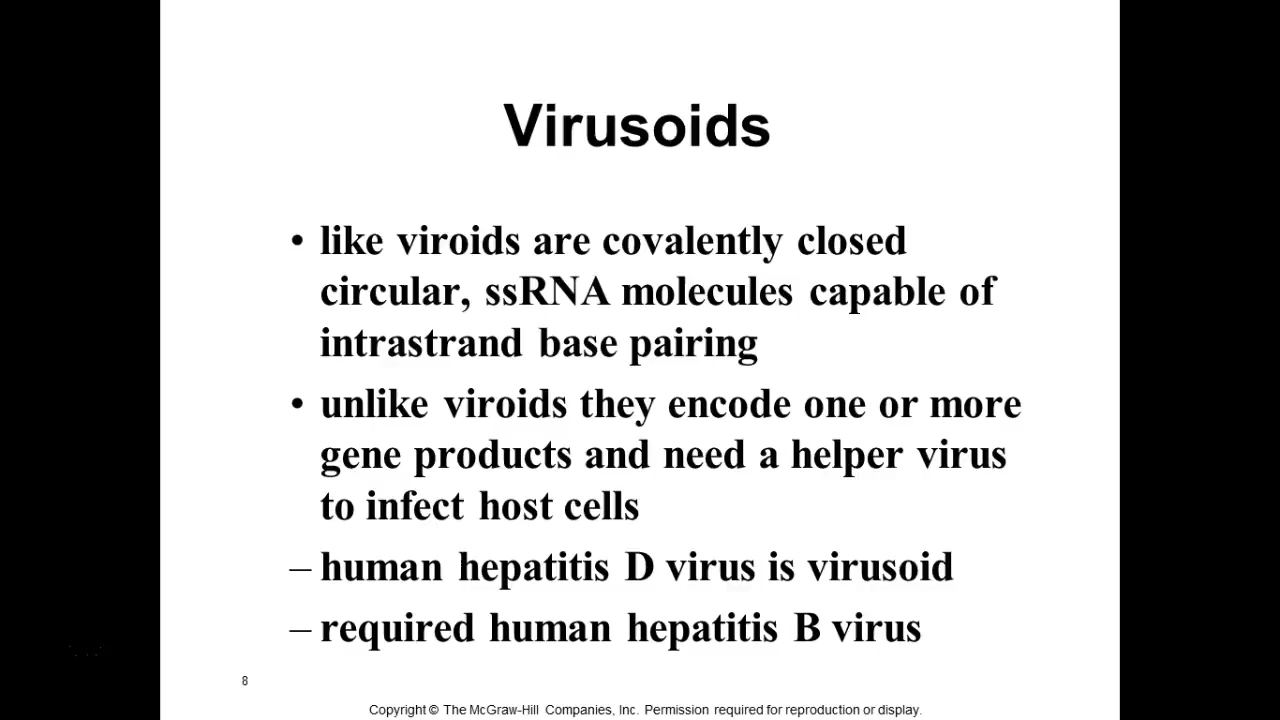 Virusoids
• like viroids are covalently closed
circular, ssRNA molecules capable of
intrastrand base pairing
• unlike viroids they encode one or more
gene products and need a helper virus
to infect host cells
– human hepatitis D virus is virusoid
– required human hepatitis B virus
8
Copyright © The McGraw-Hill Companies, Inc. Permission required for reproduction or display.